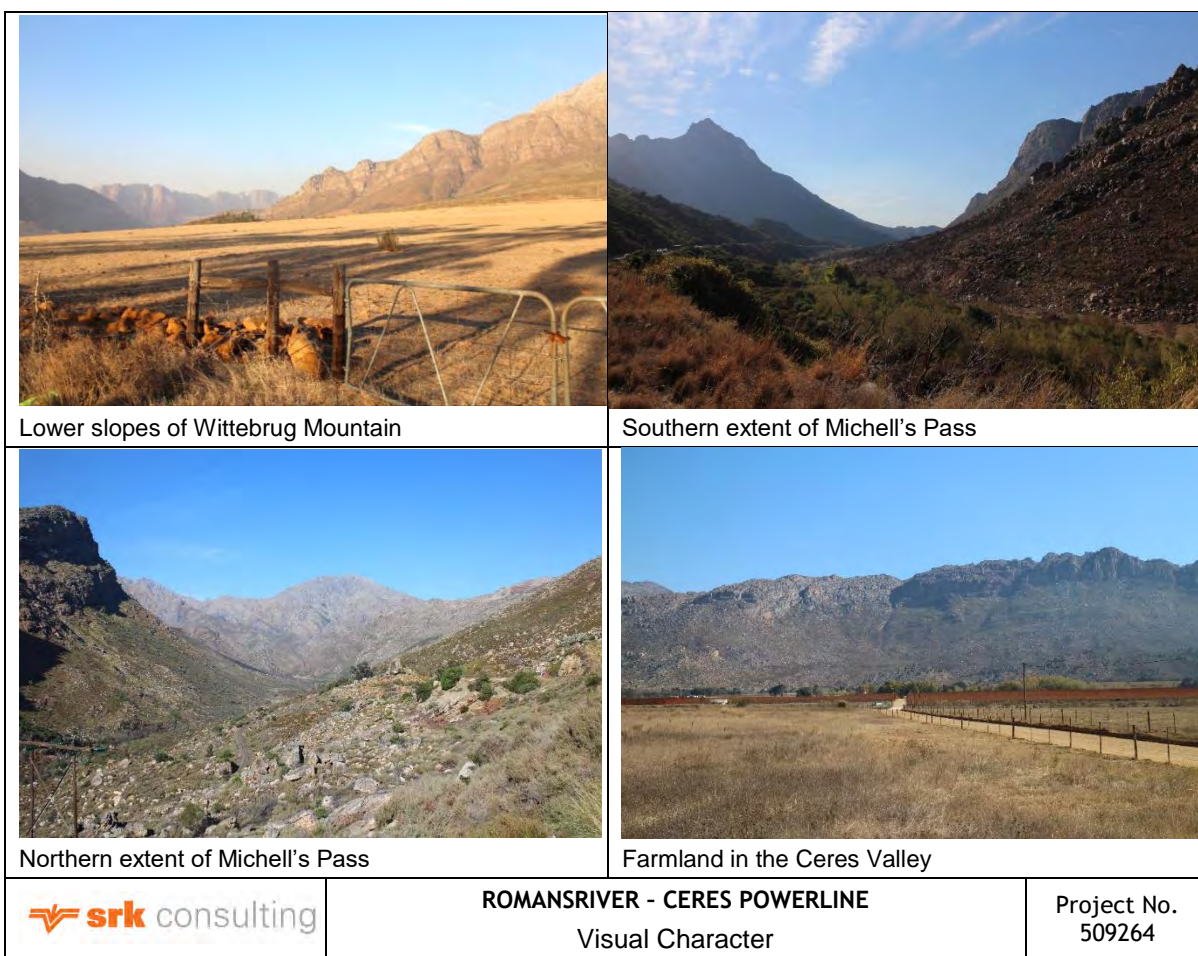 Lower slopes of Wittebrug Mountain
Southern extent of Michell's Pass
Northern extent of Michell's Pass
Farmland in the Ceres Valley
srk consulting
ROMANSRIVER – CERES POWERLINE
Visual Character
Project No.
509264